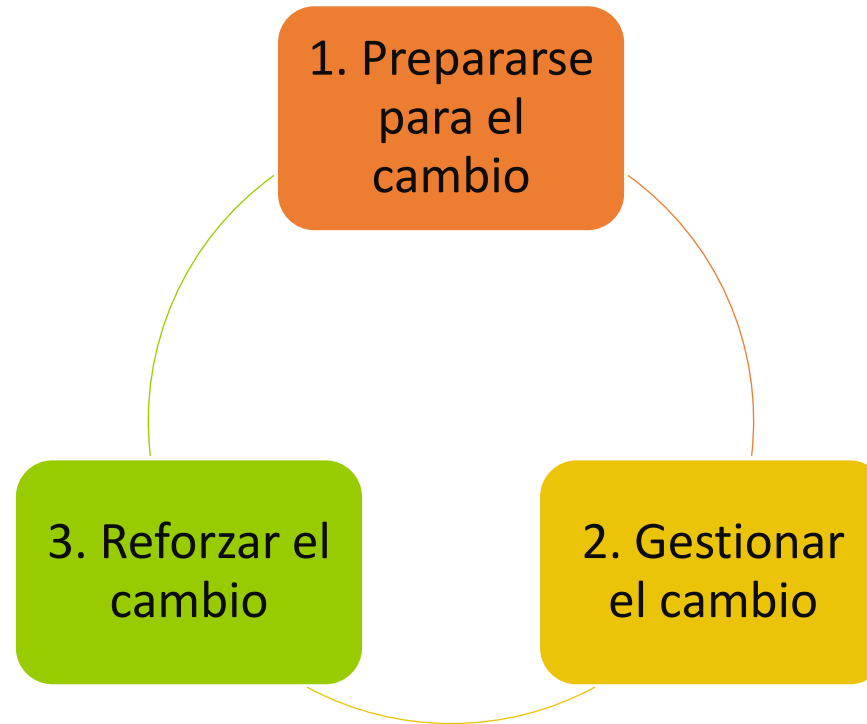 1. Prepararse
para el
cambio
2. Gestionar
el cambio
3. Reforzar el
cambio